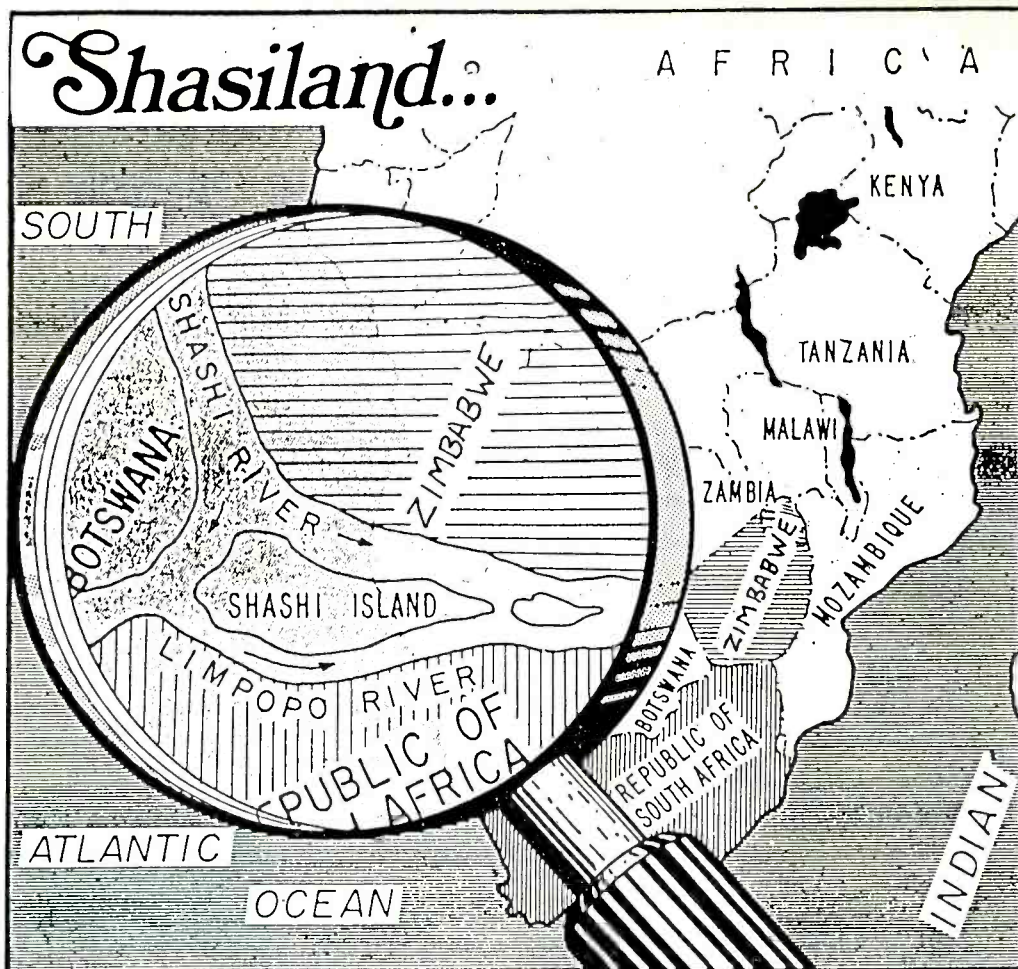 Shasiland...
AFRICA
SOUTH
KENYA
TANZANIA
MALAWI
ZAMBIA
ZIMBABWE
MOZAMBIQUE
BOTSWANA
REPUBLIC OF
SOUTH AFRICA
SHASHI RIVER
ZIMBABWE
BOTSWANA
SHASHI ISLAND
LIMPOPO RIVER
PUBLIC OF
AFRICA
ATLANTIC
OCEAN
INDIAN